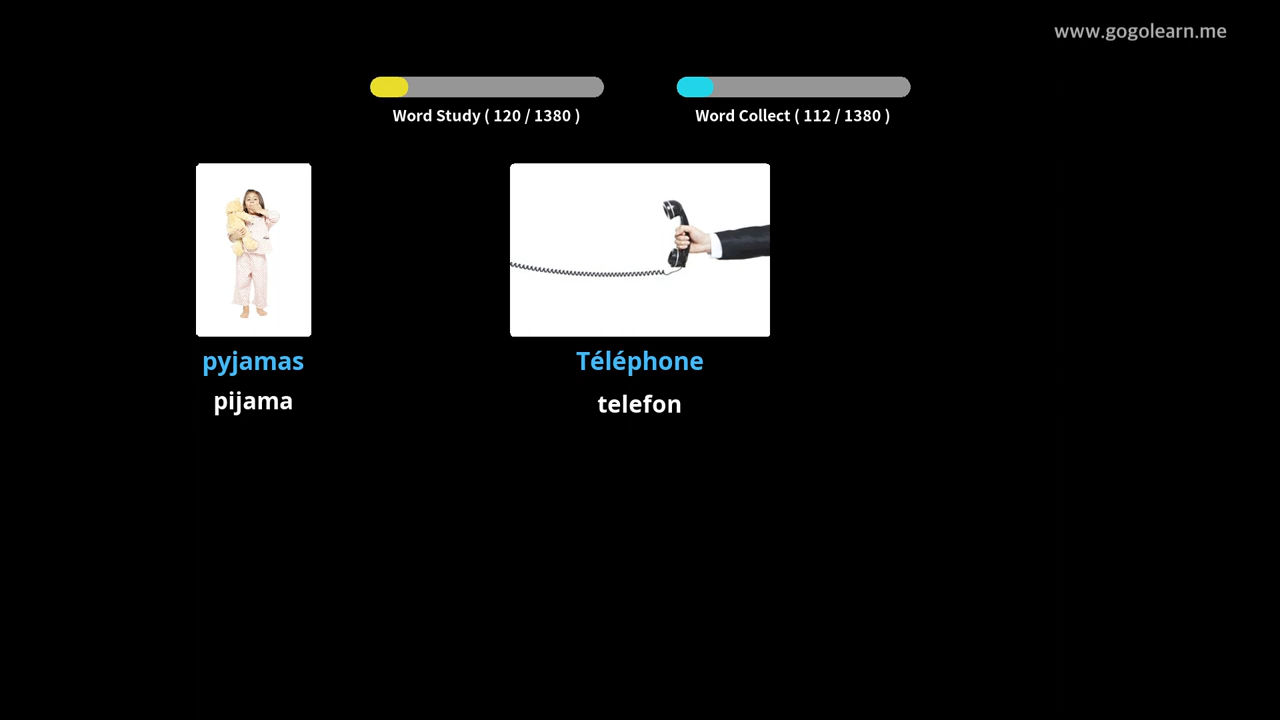 www.gogolearn.me
Word Study ( 120 / 1380 )
Word Collect ( 112 / 1380 )
pyjamas
pijama
Téléphone
telefon